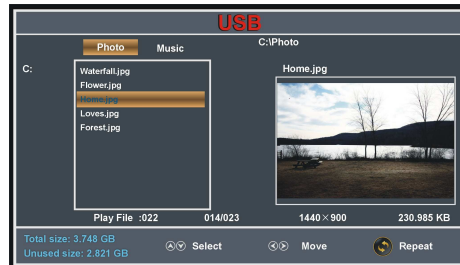 USB
Photo Music C:\Photo
C: Home.jpg
Waterfall.jpg
Flower.jpg
Home.jpg
Loves.jpg
Forest.jpg
Play File :022 014/023 1440×900 230.985 KB
Total size: 3.748 GB
Unused size: 2.821 GB
Select Move Repeat